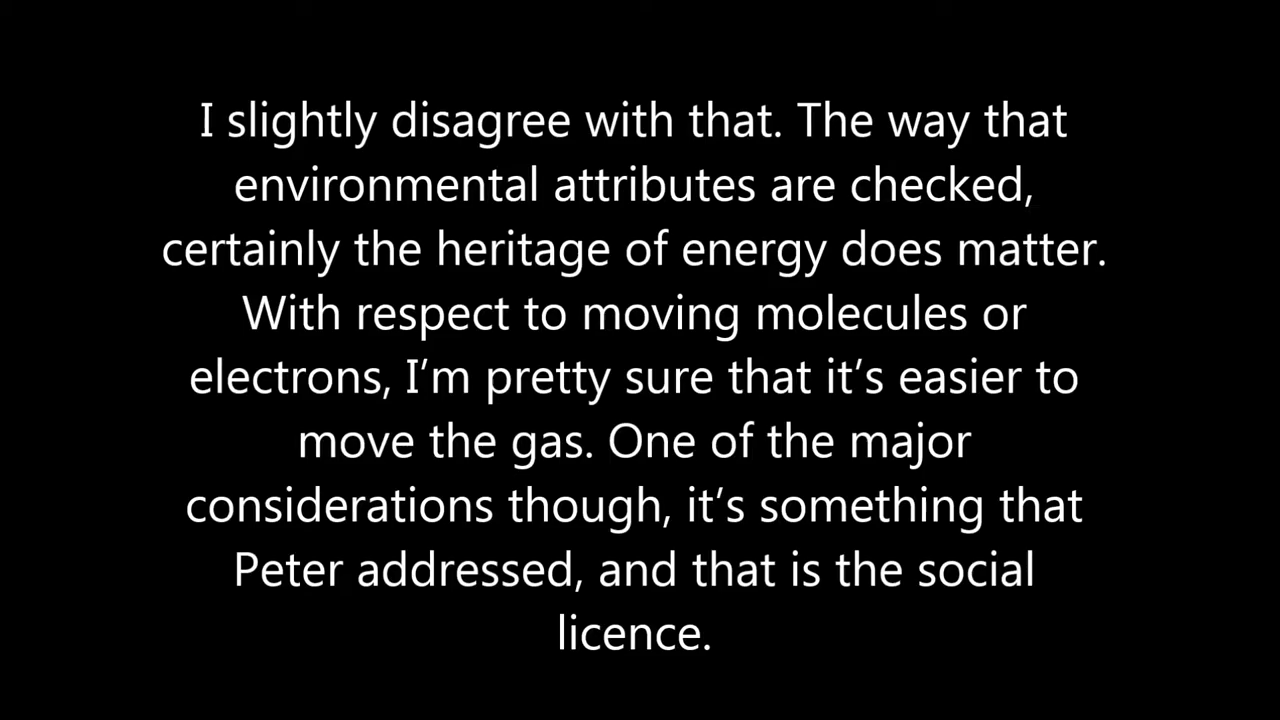 I slightly disagree with that. The way that
environmental attributes are checked,
certainly the heritage of energy does matter.
With respect to moving molecules or
electrons, I’m pretty sure that it’s easier to
move the gas. One of the major
considerations though, it’s something that
Peter addressed, and that is the social
licence.